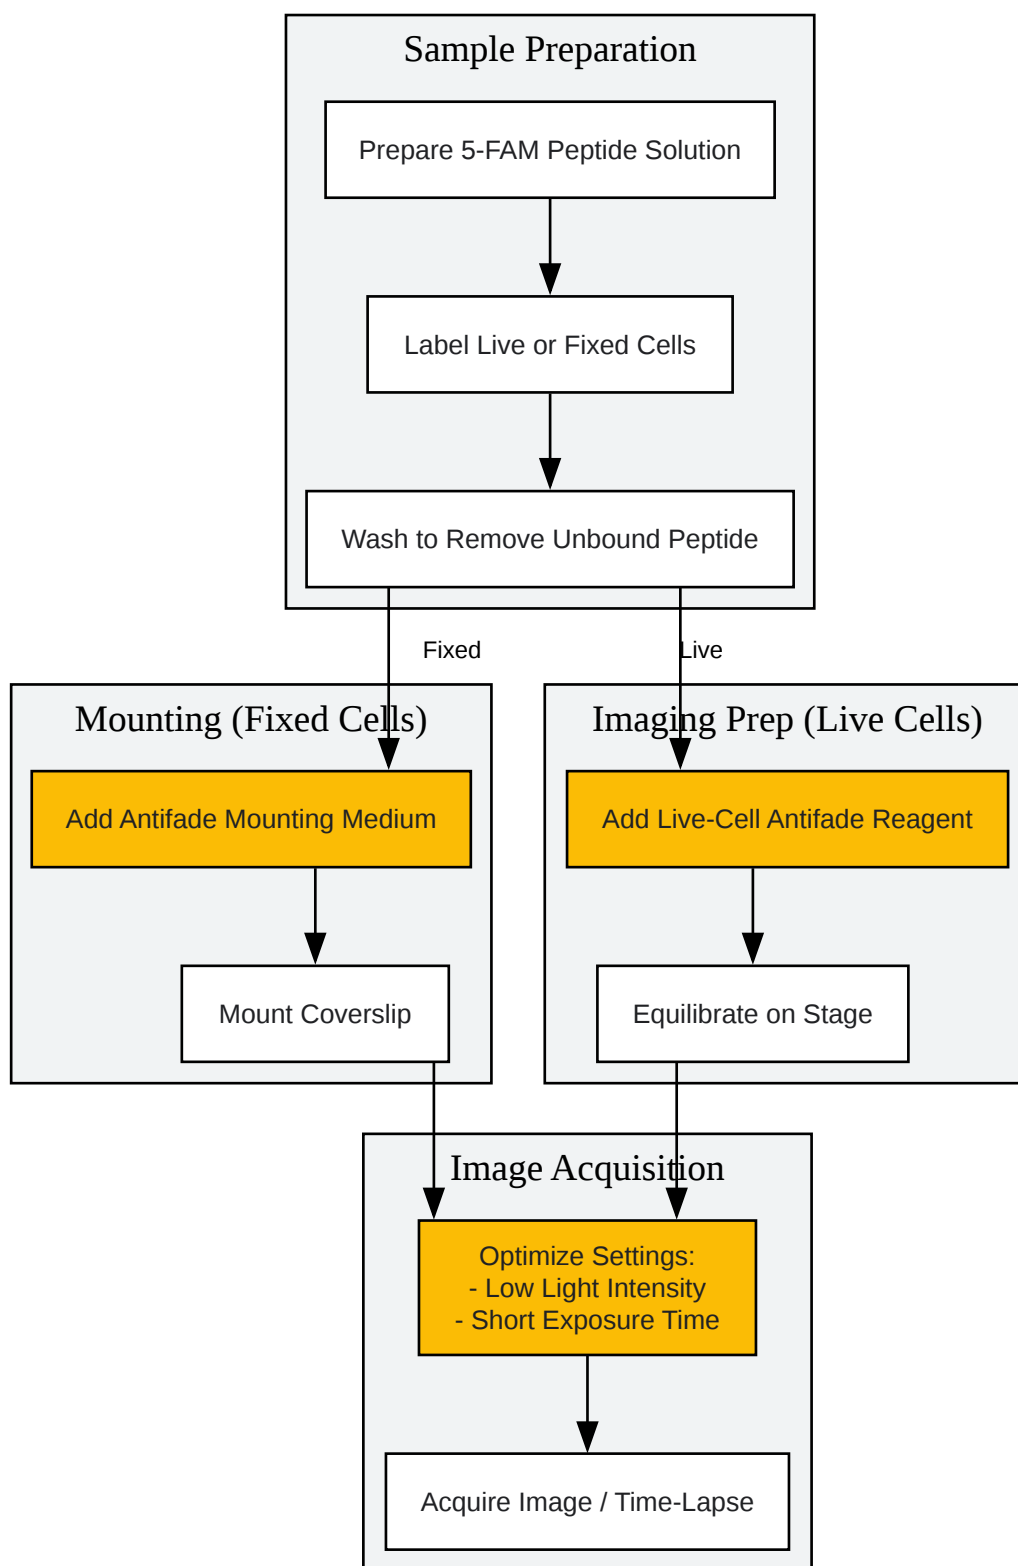 Sample Preparation
Prepare 5-FAM Peptide Solution
Label Live or Fixed Cells
Wash to Remove Unbound Peptide
Fixed
Live
Mounting (Fixed Cells)
Imaging Prep (Live Cells)
Add Antifade Mounting Medium
Add Live-Cell Antifade Reagent
Mount Coverslip
Equilibrate on Stage
Image Acquisition
Optimize Settings:
- Low Light Intensity
- Short Exposure Time
Acquire Image / Time-Lapse